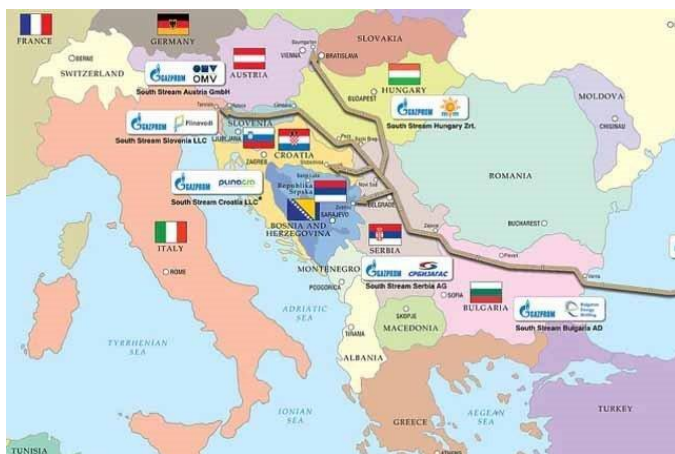 FRANCE
GERMANY
SLOVAKIA
BERNE
SWITZERLAND
AUSTRIA
VIENNA
BRATISLAVA
HUNGARY
BUDAPEST
MOLDOVA
CHISINAU
GAZPROM
OMV
South Stream Austria GmbH
GAZPROM
South Stream Hungary Zrt.
GAZPROM
Plinovodi
South Stream Slovenia LLC
SLOVENIA
LJUBLJANA
CROATIA
ZAGREB
GAZPROM
South Stream Croatia LLC*
Republika
Srpska
Novi Sad
BELGRADE
ROMANIA
BUCHAREST
SARAJEVO
BOSNIA AND
HERZEGOVINA
SERBIA
ITALY
ROME
MONTENEGRO
PODGORICA
GAZPROM
СРБИЈАГАС
South Stream Serbia AG
Varna
SOFIA
BULGARIA
GAZPROM
South Stream Bulgaria AD
ADRIATIC
SEA
SKOPJE
MACEDONIA
TIRANA
ALBANIA
TYRRHENIAN
SEA
IONIAN
SEA
GREECE
AEGEAN
SEA
TURKEY
TUNISIA